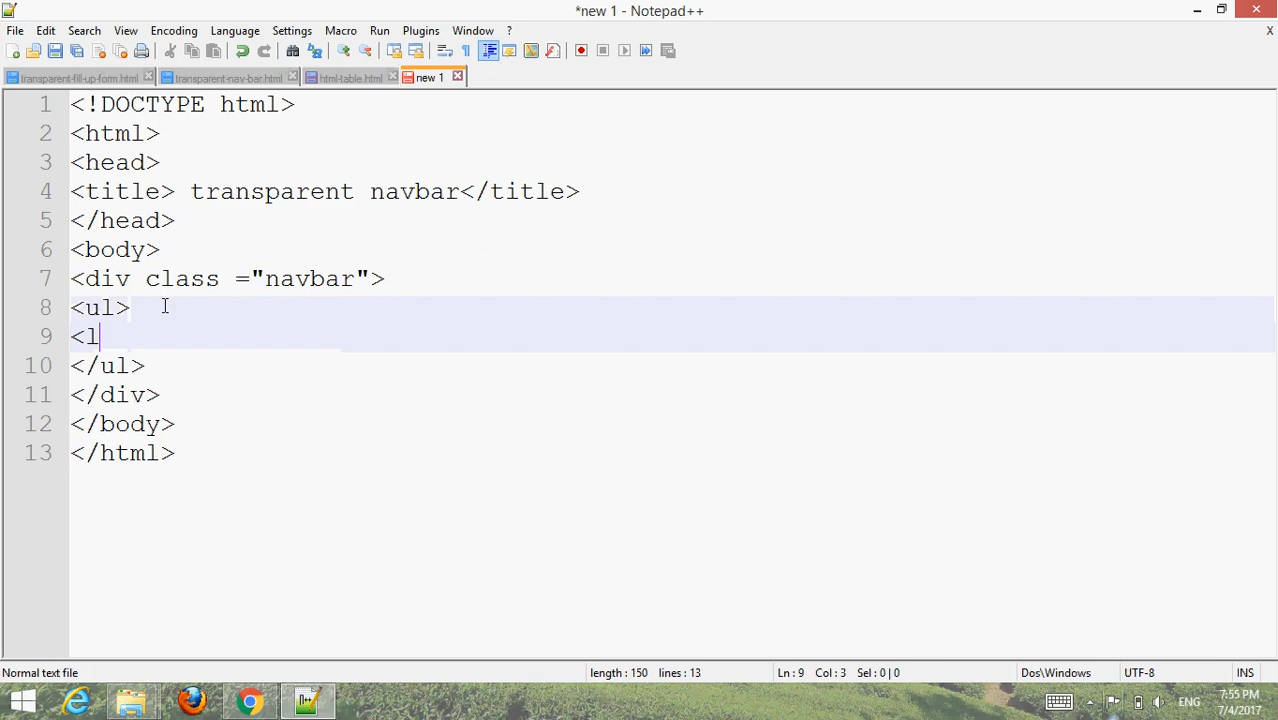 *new 1 - Notepad++
File Edit Search View Encoding Language Settings Macro Run Plugins Window ? X
transparent-fill-up-form.html transparent-nav-bar.html html-table.html new 1
1 <!DOCTYPE html>
2 <html>
3 <head>
4 <title> transparent navbar</title>
5 </head>
6 <body>
7 <div class ="navbar">
8 <ul>
9 <l
10 </ul>
11 </div>
12 </body>
13 </html>
Normal text file length : 150 lines : 13 Ln : 9 Col : 3 Sel : 0 | 0 Dos\Windows UTF-8 INS
ENG 7:55 PM
7/4/2017